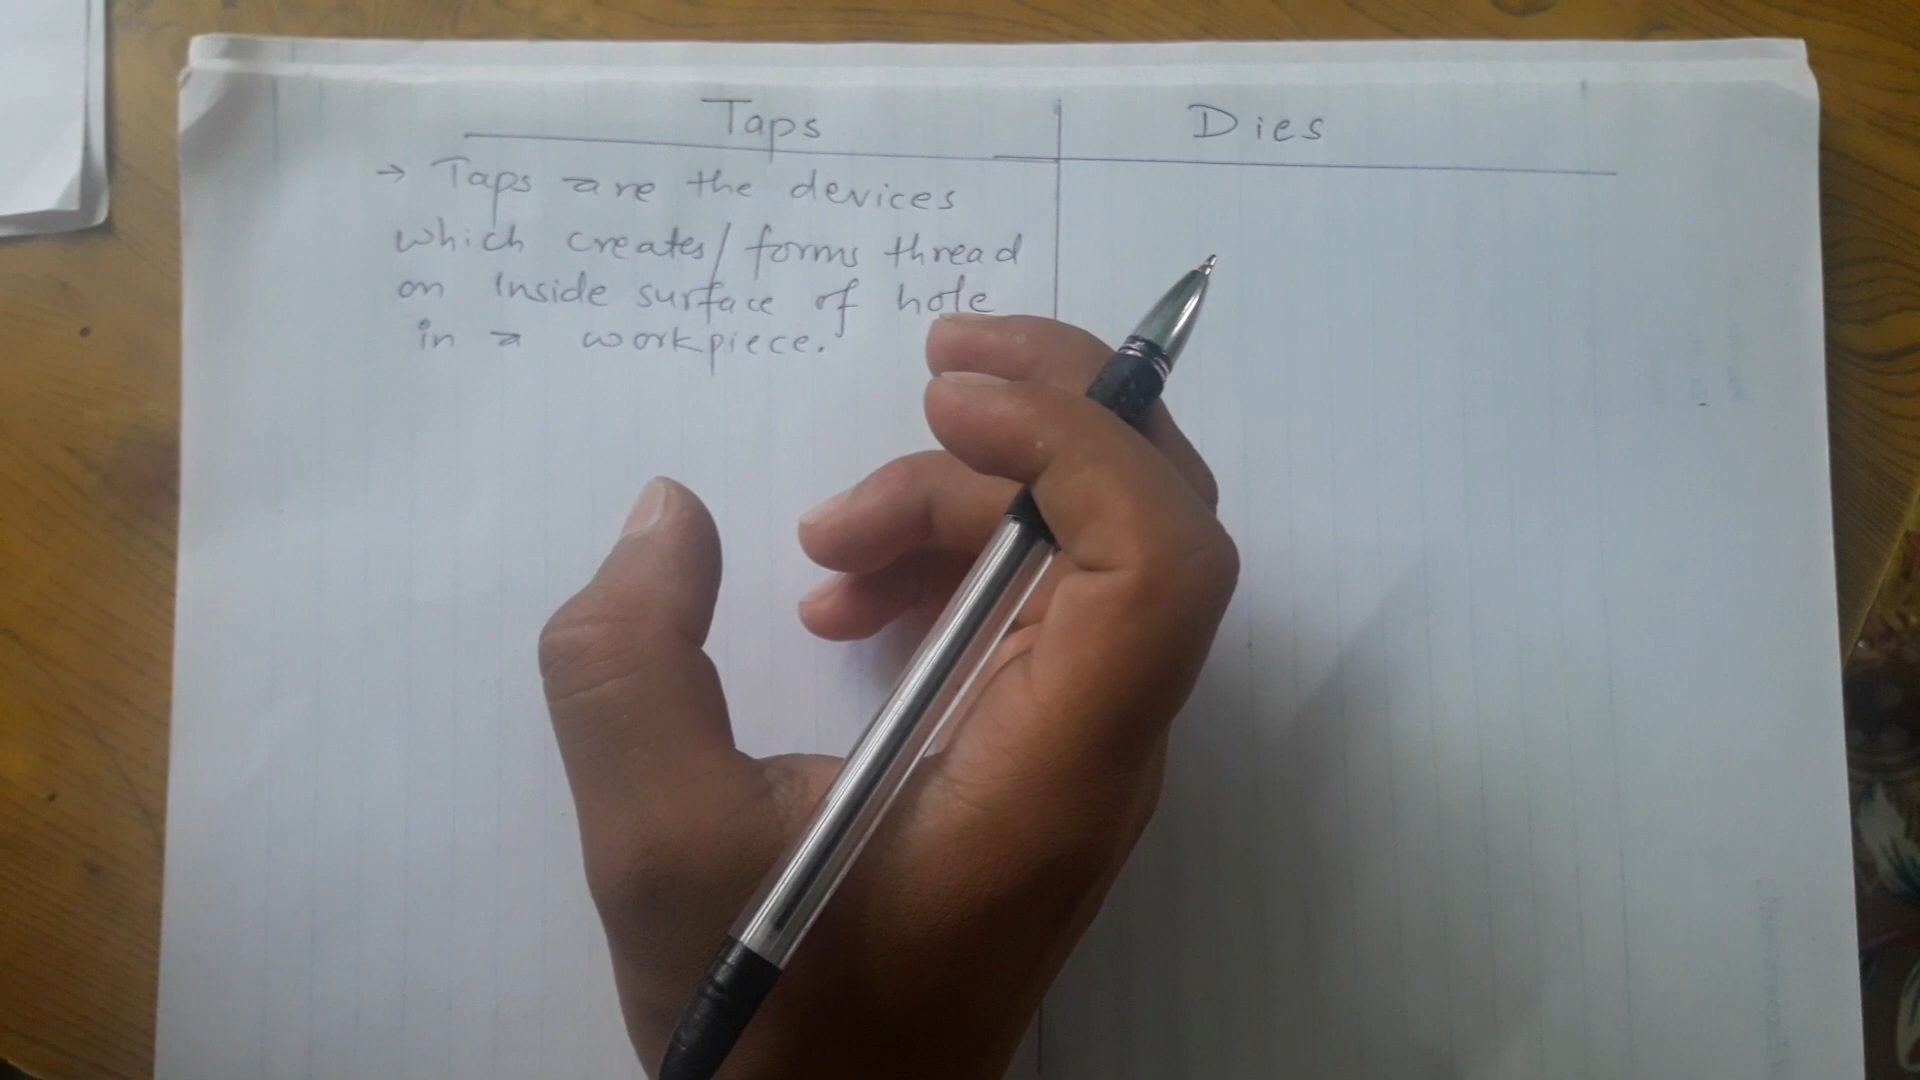 Taps
Dies
→ Taps are the devices
which creates/forms thread
on Inside surface of hole
in a workpiece.